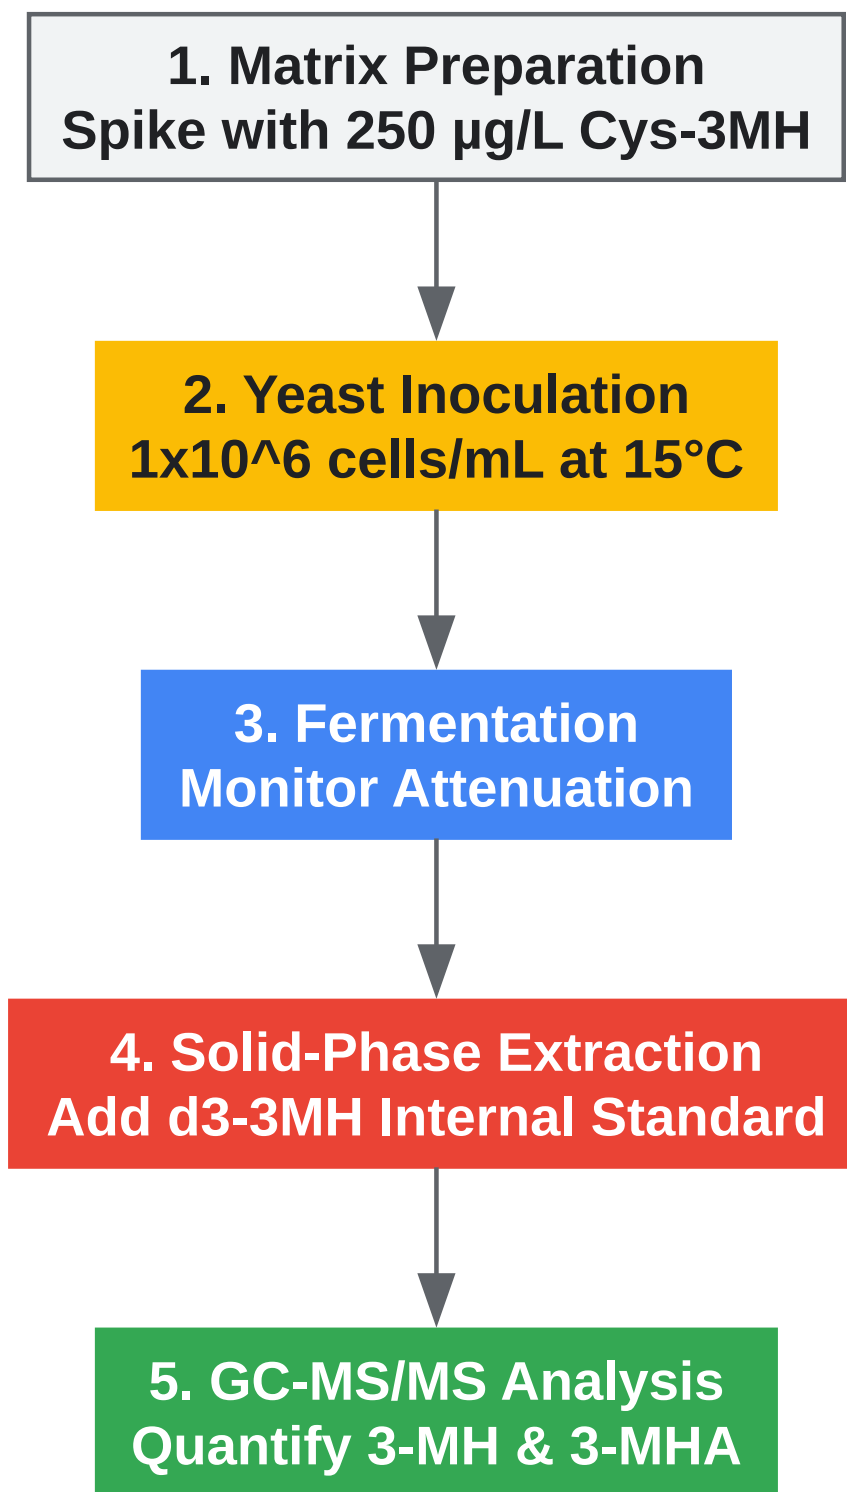 1. Matrix Preparation
Spike with 250 µg/L Cys-3MH
2. Yeast Inoculation
1x10^6 cells/mL at 15°C
3. Fermentation
Monitor Attenuation
4. Solid-Phase Extraction
Add d3-3MH Internal Standard
5. GC-MS/MS Analysis
Quantify 3-MH & 3-MHA